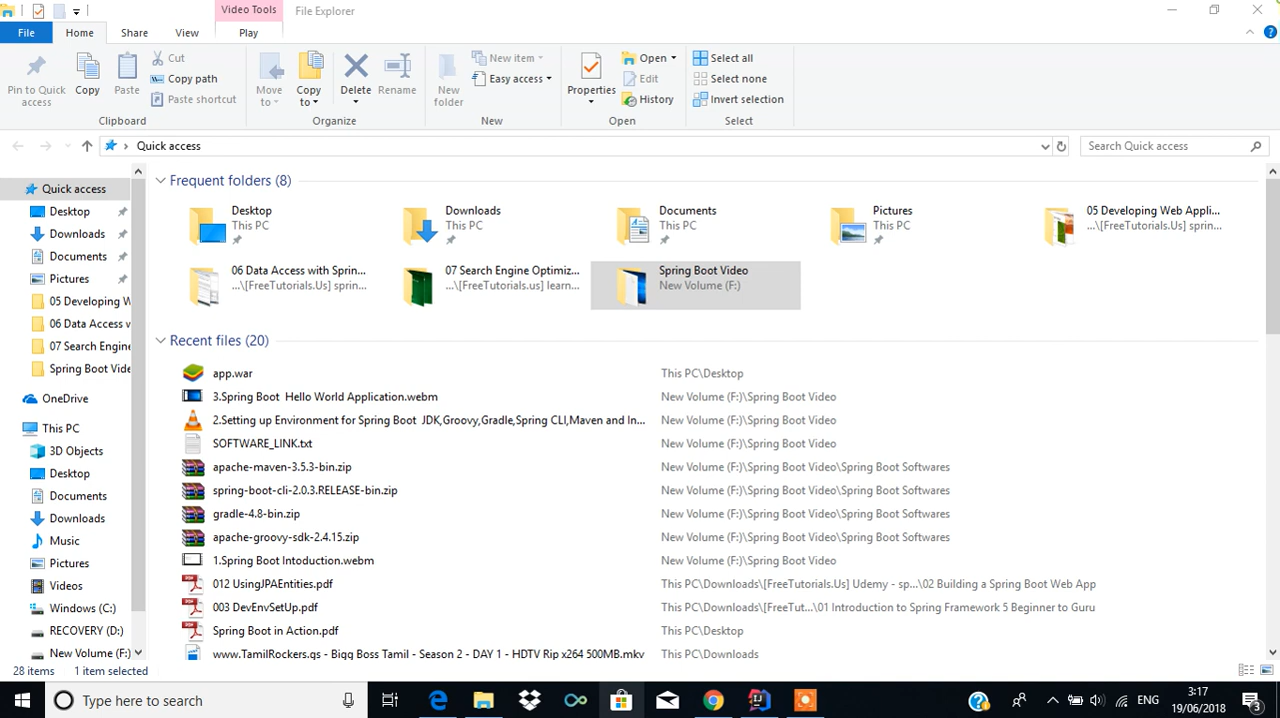 Video Tools File Explorer
File Home Share View Play
Pin to Quick access
Copy
Paste
Cut
Copy path
Paste shortcut
Clipboard
Move to
Copy to
Delete
Rename
Organize
New folder
New item
Easy access
New
Properties
Open
Edit
History
Open
Select all
Select none
Invert selection
Select
Quick access
Search Quick access
Quick access
Desktop
Downloads
Documents
Pictures
05 Developing W
06 Data Access w
07 Search Engine
Spring Boot Vide
OneDrive
This PC
3D Objects
Desktop
Documents
Downloads
Music
Pictures
Videos
Windows (C:)
RECOVERY (D:)
New Volume (F:)
Frequent folders (8)
Desktop
This PC
Downloads
This PC
Documents
This PC
Pictures
This PC
05 Developing Web Appli...
...\[FreeTutorials.Us] sprin...
06 Data Access with Sprin...
...\[FreeTutorials.Us] sprin...
07 Search Engine Optimiz...
...\[FreeTutorials.us] learn...
Spring Boot Video
New Volume (F:)
Recent files (20)
app.war This PC\Desktop
3.Spring Boot Hello World Application.webm New Volume (F:)\Spring Boot Video
2.Setting up Environment for Spring Boot JDK,Groovy,Gradle,Spring CLI,Maven and In... New Volume (F:)\Spring Boot Video
SOFTWARE_LINK.txt New Volume (F:)\Spring Boot Video
apache-maven-3.5.3-bin.zip New Volume (F:)\Spring Boot Video\Spring Boot Softwares
spring-boot-cli-2.0.3.RELEASE-bin.zip New Volume (F:)\Spring Boot Video\Spring Boot Softwares
gradle-4.8-bin.zip New Volume (F:)\Spring Boot Video\Spring Boot Softwares
apache-groovy-sdk-2.4.15.zip New Volume (F:)\Spring Boot Video\Spring Boot Softwares
1.Spring Boot Intoduction.webm New Volume (F:)\Spring Boot Video
012 UsingJPAEntities.pdf This PC\Downloads\[FreeTutorials.Us] Udemy - sp...\02 Building a Spring Boot Web App
003 DevEnvSetUp.pdf This PC\Downloads\[FreeTut...\01 Introduction to Spring Framework 5 Beginner to Guru
Spring Boot in Action.pdf This PC\Desktop
www.TamilRockers.gs - Bigg Boss Tamil - Season 2 - DAY 1 - HDTV Rip x264 500MB.mkv This PC\Downloads
28 items 1 item selected
Type here to search
ENG
3:17
19/06/2018
3